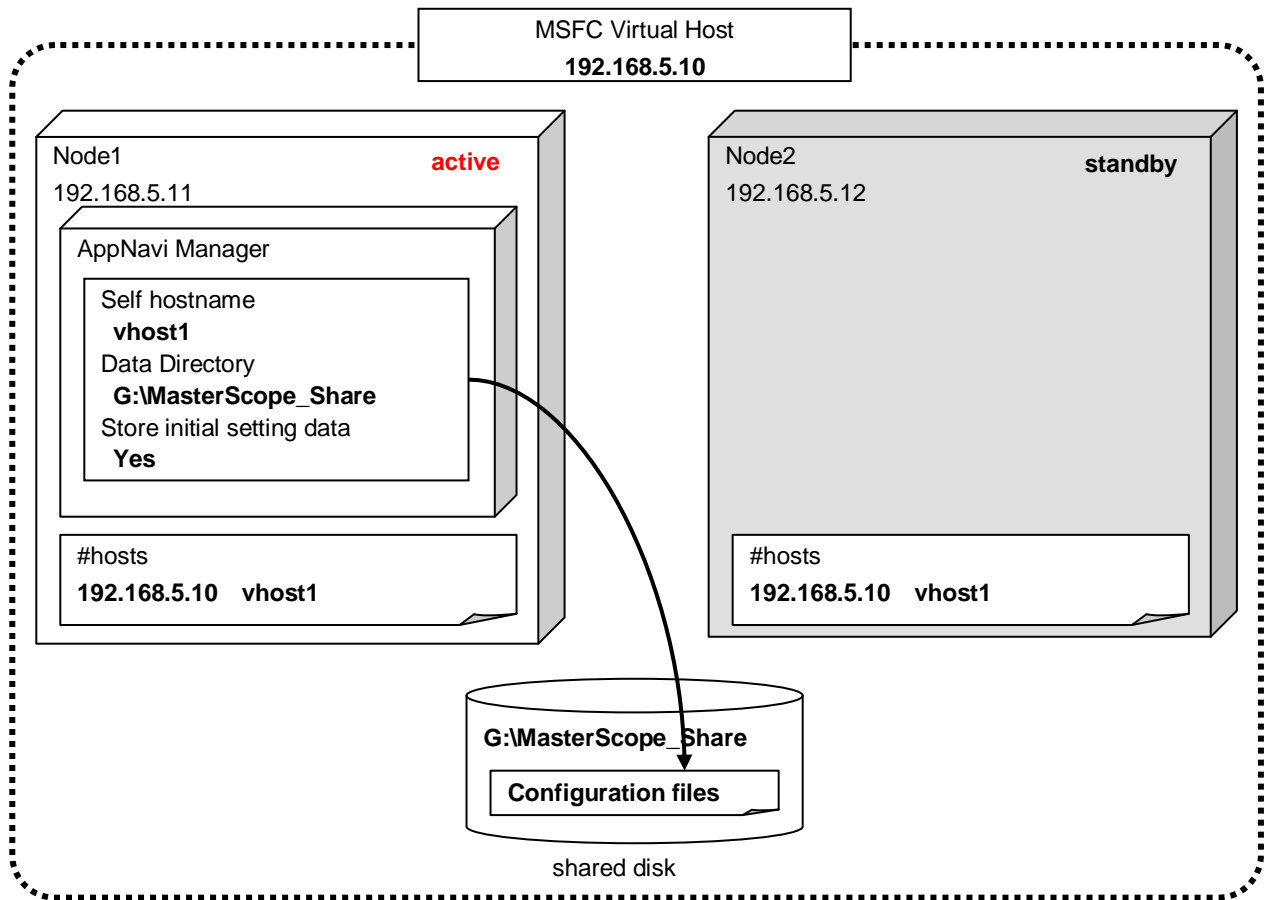 MSFC Virtual Host
192.168.5.10
Node1
active
192.168.5.11
AppNavi Manager
Self hostname
vhost1
Data Directory
G:\MasterScope_Share
Store initial setting data
Yes
#hosts
192.168.5.10 vhost1
Node2
standby
192.168.5.12
#hosts
192.168.5.10 vhost1
G:\MasterScope_Share
Configuration files
shared disk